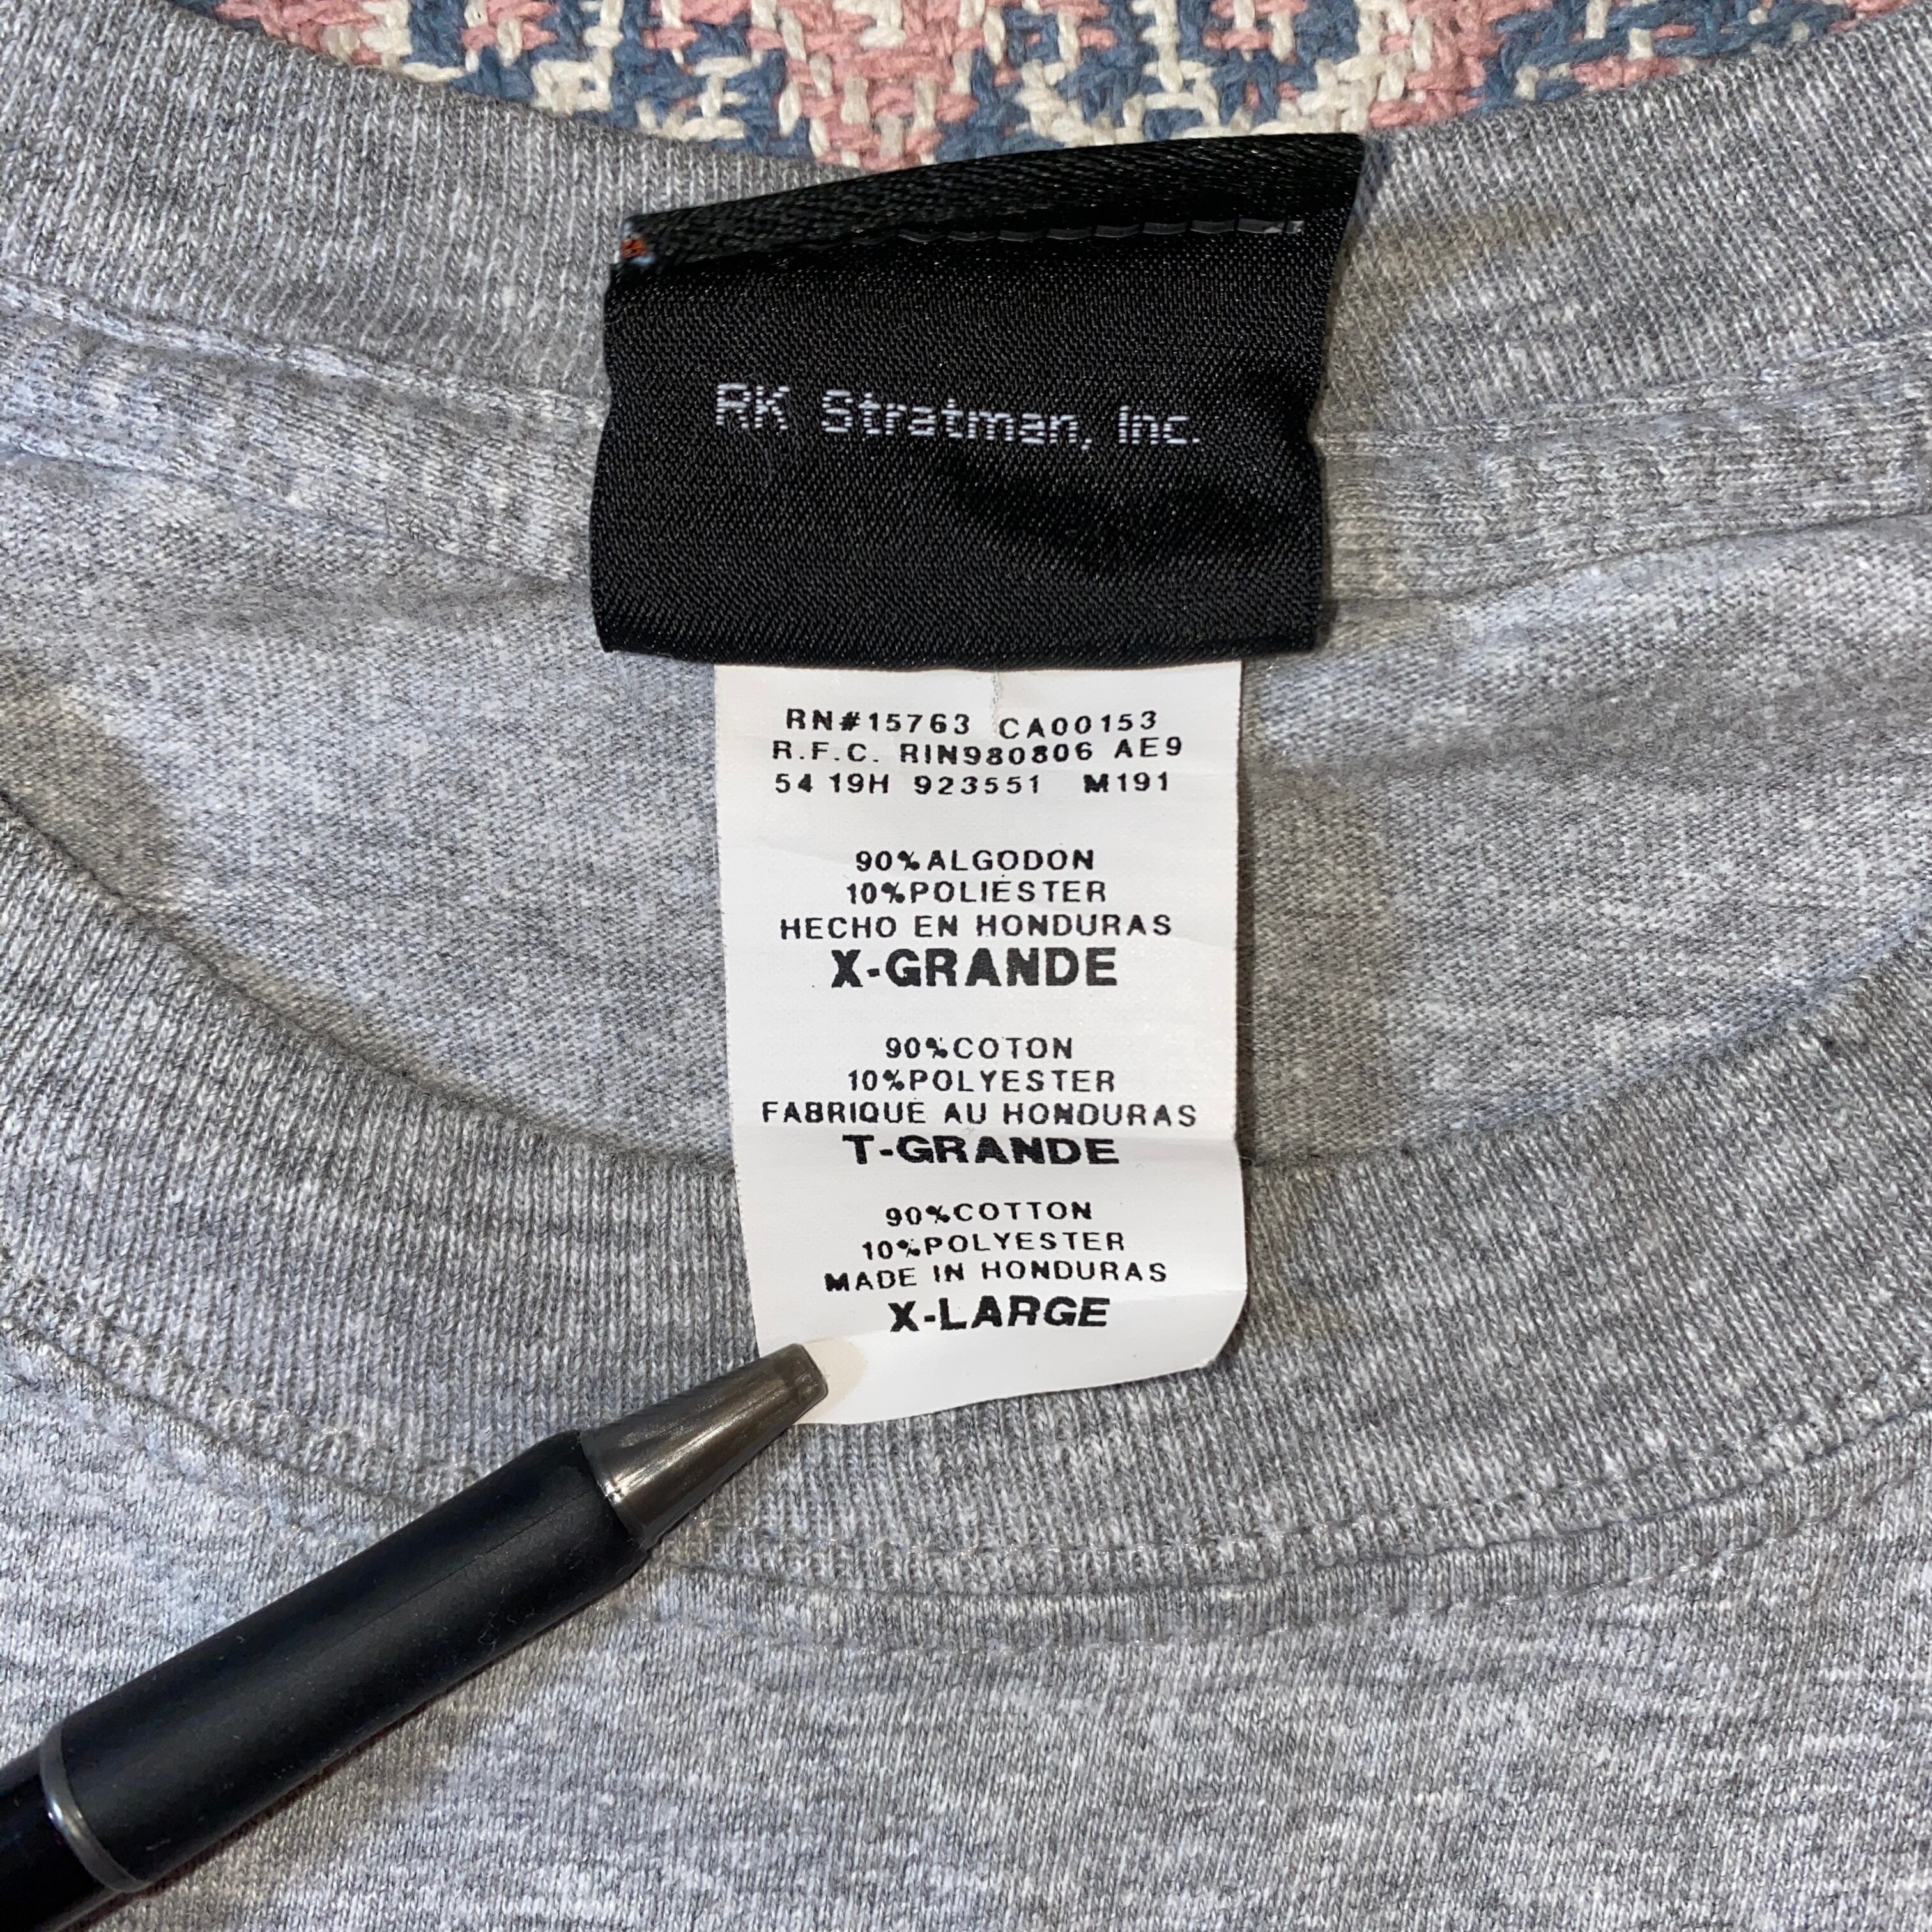 RK Stratman, Inc.
RN#15763 CA00153
R.F.C. RIN980806 AE9
54 19H 923551 M191
90%ALGODON
10%POLIESTER
HECHO EN HONDURAS
X-GRANDE
90%COTON
10%POLYESTER
FABRIQUE AU HONDURAS
T-GRANDE
90%COTTON
10%POLYESTER
MADE IN HONDURAS
X-LARGE